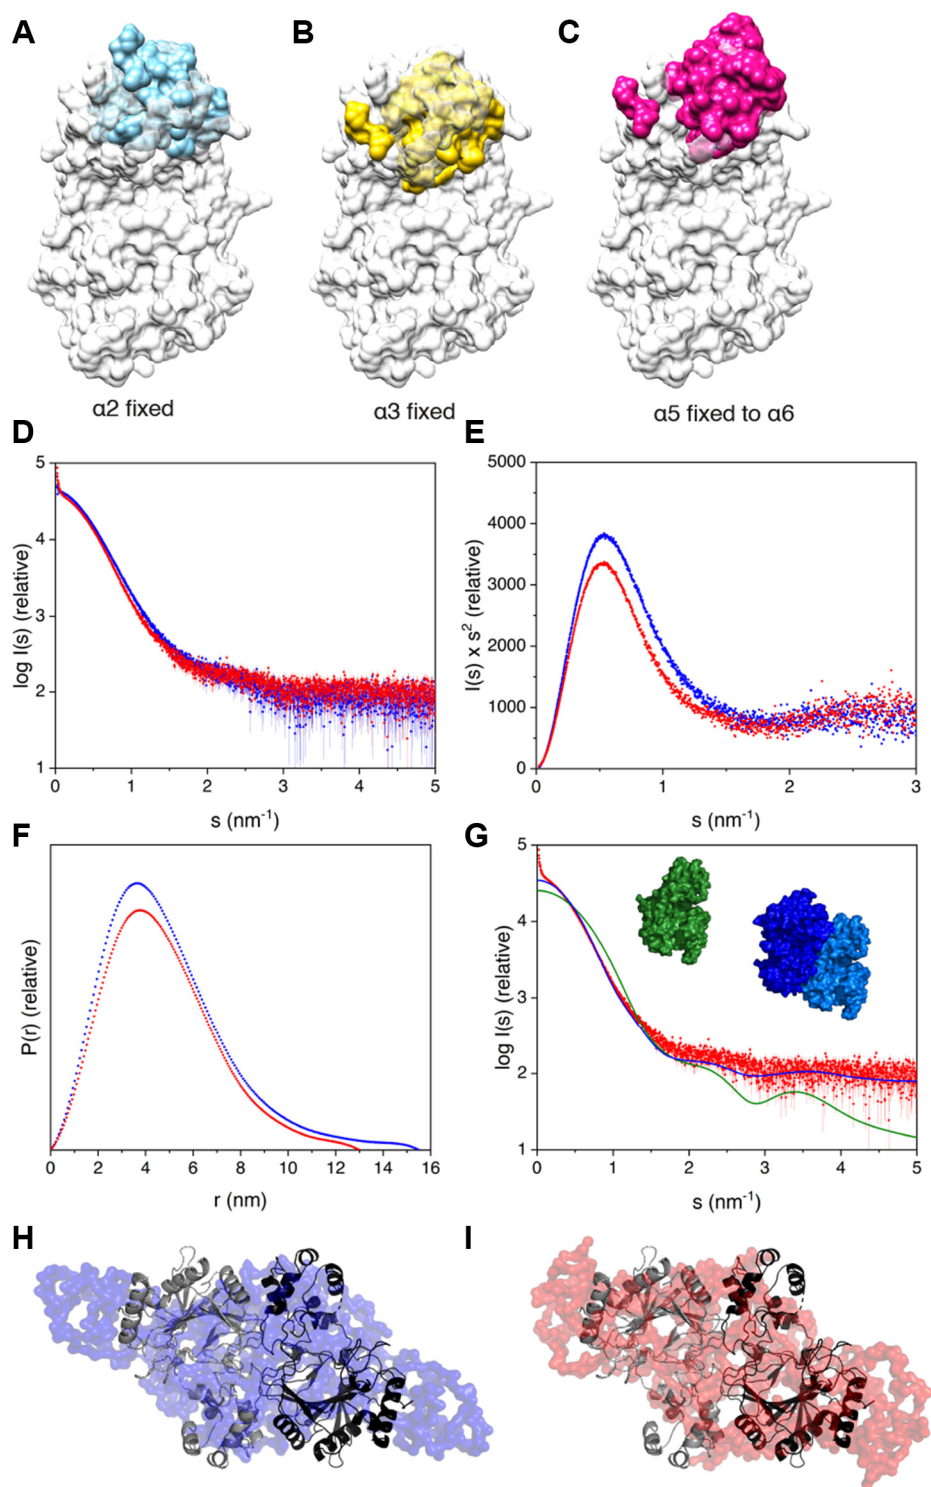 A
B
C
α2 fixed
α3 fixed
α5 fixed to α6
D
E
5
4
3
2
1
log I(s) (relative)
0
1
2
3
4
5
s (nm⁻¹)
5000
4000
3000
2000
1000
0
I(s) x s² (relative)
0
1
2
3
s (nm⁻¹)
F
G
P(r) (relative)
0
2
4
6
8
10
12
14
16
r (nm)
5
4
3
2
1
log I(s) (relative)
0
1
2
3
4
5
s (nm⁻¹)
H
I